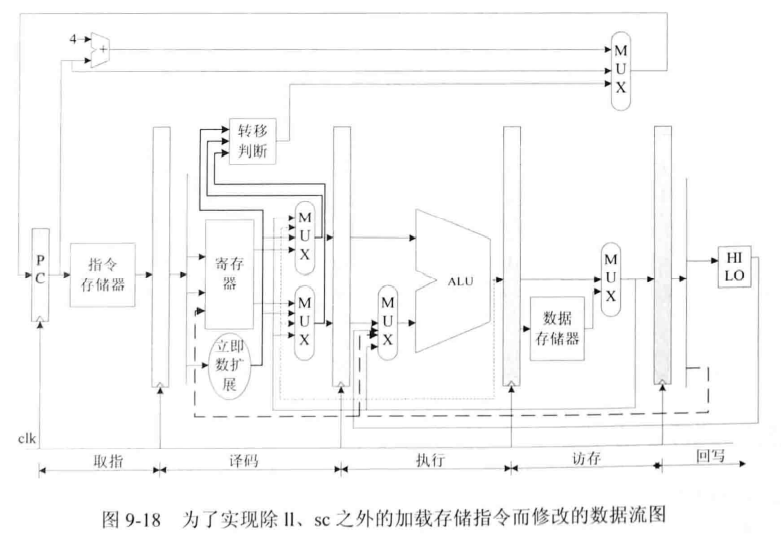 4
+
M
U
X
转移
判断
M
U
X
P
C
指令
存储器
寄存
器
M
U
X
M
U
X
ALU
M
U
X
数据
存储器
HI
LO
立即
数扩
展
clk
取指
译码
执行
访存
回写
图 9-18 为了实现除 ll、sc 之外的加载存储指令而修改的数据流图